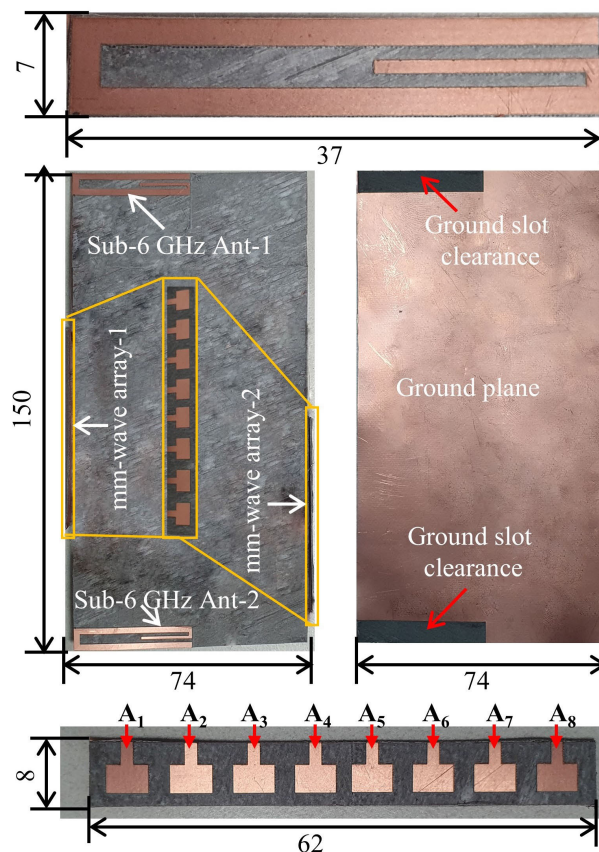 7
37
Sub-6 GHz Ant-1
Ground slot
clearance
mm-wave array-1
150
Ground plane
mm-wave array-2
Ground slot
clearance
Sub-6 GHz Ant-2
74
74
A₁ A₂ A₃ A₄ A₅ A₆ A₇ A₈
8
62